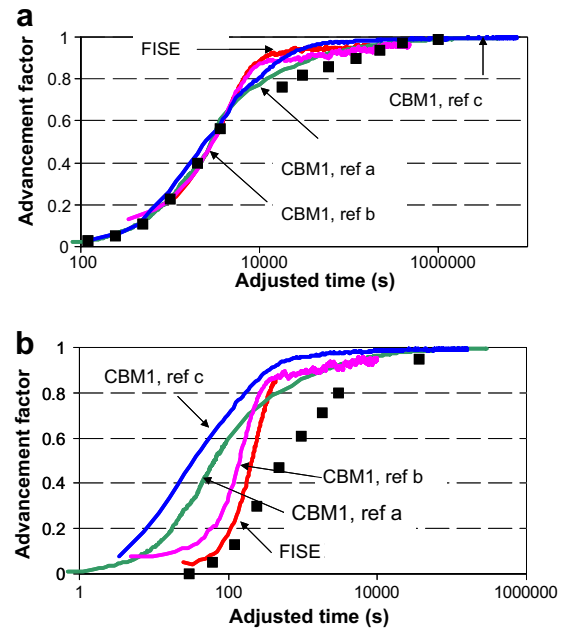 a
1
0.8
0.6
0.4
0.2
0
Advancement factor
FISE
CBM1, ref c
CBM1, ref a
CBM1, ref b
100
10000
1000000
Adjusted time (s)
b
1
0.8
0.6
0.4
0.2
0
Advancement factor
CBM1, ref c
CBM1, ref b
CBM1, ref a
FISE
1
100
10000
1000000
Adjusted time (s)